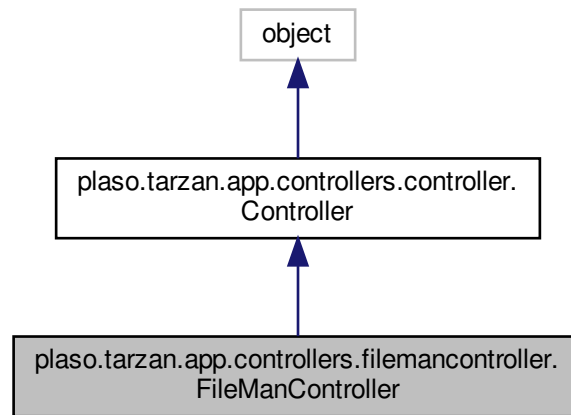 object
plaso.tarzan.app.controllers.controller.
Controller
plaso.tarzan.app.controllers.filemancontroller.
FileManController